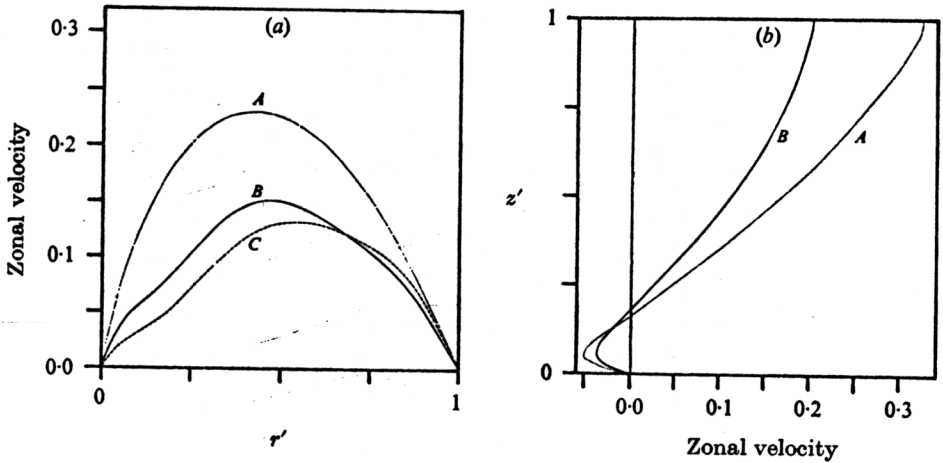 (a)
0·3
0·2
0·1
0·0
Zonal velocity
A
B
C
0
1
r′
(b)
1
z′
0
B
A
0·0
0·1
0·2
0·3
Zonal velocity